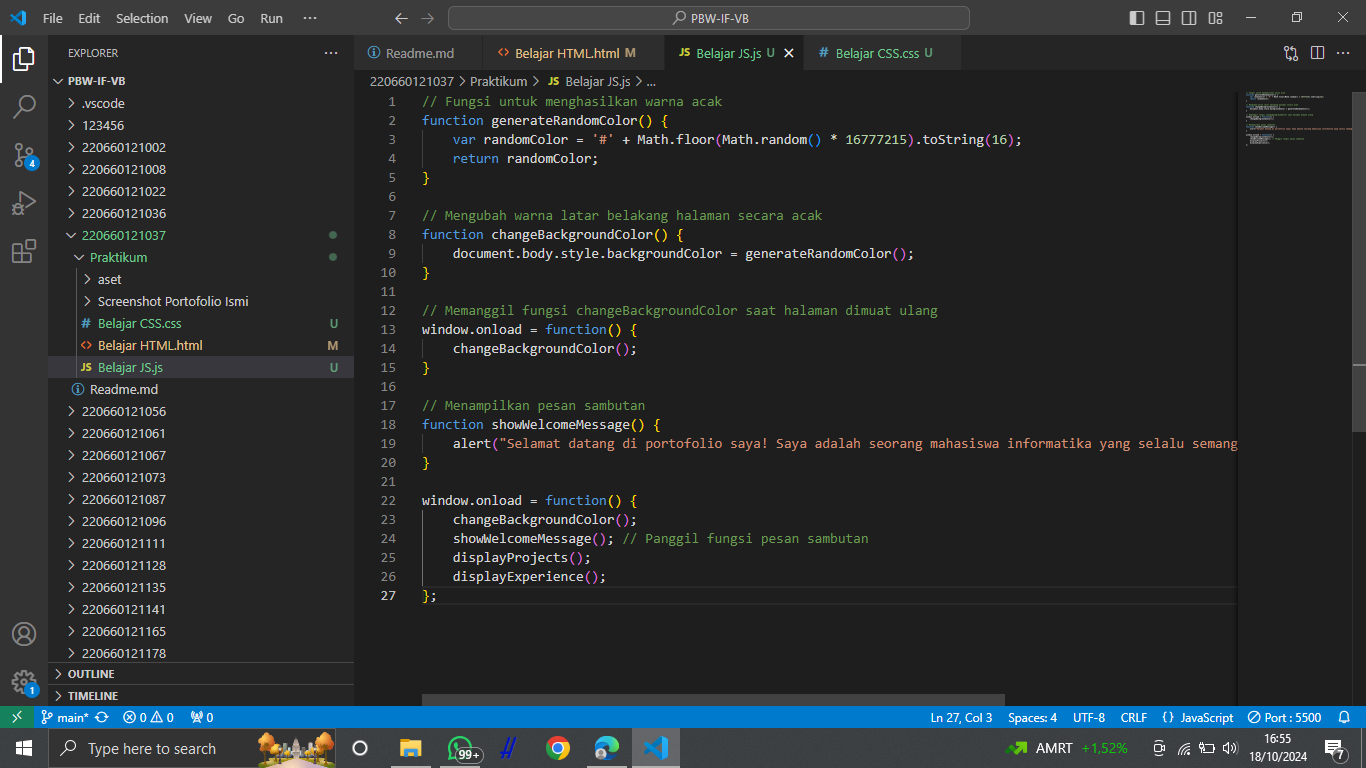 File Edit Selection View Go Run ···
PBW-IF-VB
EXPLORER
PBW-IF-VB
.vscode
123456
220660121002
220660121008
220660121022
220660121036
220660121037
Praktikum
aset
Screenshot Portofolio Ismi
# Belajar CSS.css U
<> Belajar HTML.html M
JS Belajar JS.js U
Readme.md
220660121056
220660121061
220660121067
220660121073
220660121087
220660121096
220660121111
220660121128
220660121135
220660121141
220660121165
220660121178
OUTLINE
TIMELINE
4
1
Readme.md <> Belajar HTML.html M JS Belajar JS.js U # Belajar CSS.css U
220660121037 > Praktikum > JS Belajar JS.js > ...
1 // Fungsi untuk menghasilkan warna acak
2 function generateRandomColor() {
3 var randomColor = '#' + Math.floor(Math.random() * 16777215).toString(16);
4 return randomColor;
5 }
6
7 // Mengubah warna latar belakang halaman secara acak
8 function changeBackgroundColor() {
9 document.body.style.backgroundColor = generateRandomColor();
10 }
11
12 // Memanggil fungsi changeBackgroundColor saat halaman dimuat ulang
13 window.onload = function() {
14 changeBackgroundColor();
15 }
16
17 // Menampilkan pesan sambutan
18 function showWelcomeMessage() {
19 alert("Selamat datang di portofolio saya! Saya adalah seorang mahasiswa informatika yang selalu semang
20 }
21
22 window.onload = function() {
23 changeBackgroundColor();
24 showWelcomeMessage(); // Panggil fungsi pesan sambutan
25 displayProjects();
26 displayExperience();
27 };
main* 0 0 0 Ln 27, Col 3 Spaces: 4 UTF-8 CRLF {} JavaScript Port : 5500
Type here to search 99+ # AMRT +1,52% 16:55
18/10/2024 7